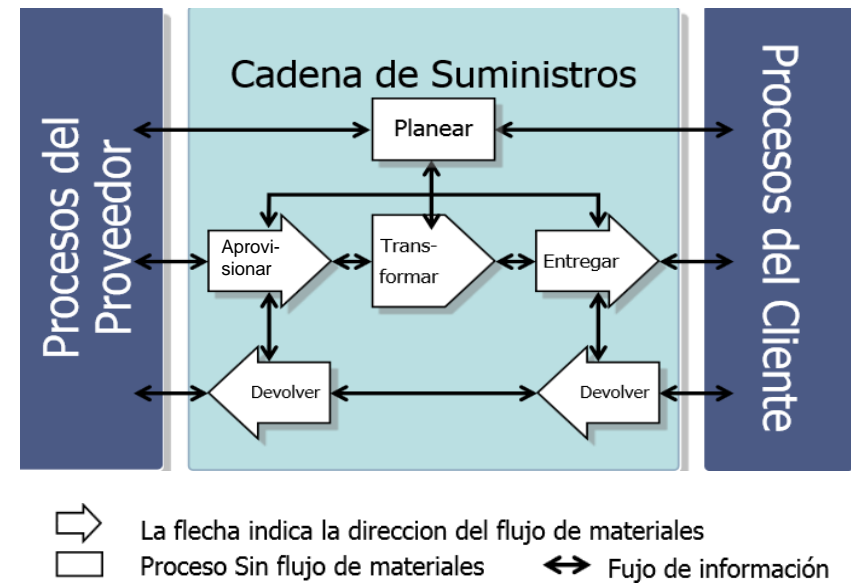 Procesos del
Proveedor
Cadena de Suministros
Planear
Aprovi-
sionar
Trans-
formar
Entregar
Devolver
Devolver
Procesos del Cliente
La flecha indica la direccion del flujo de materiales
Proceso Sin flujo de materiales
Fujo de información